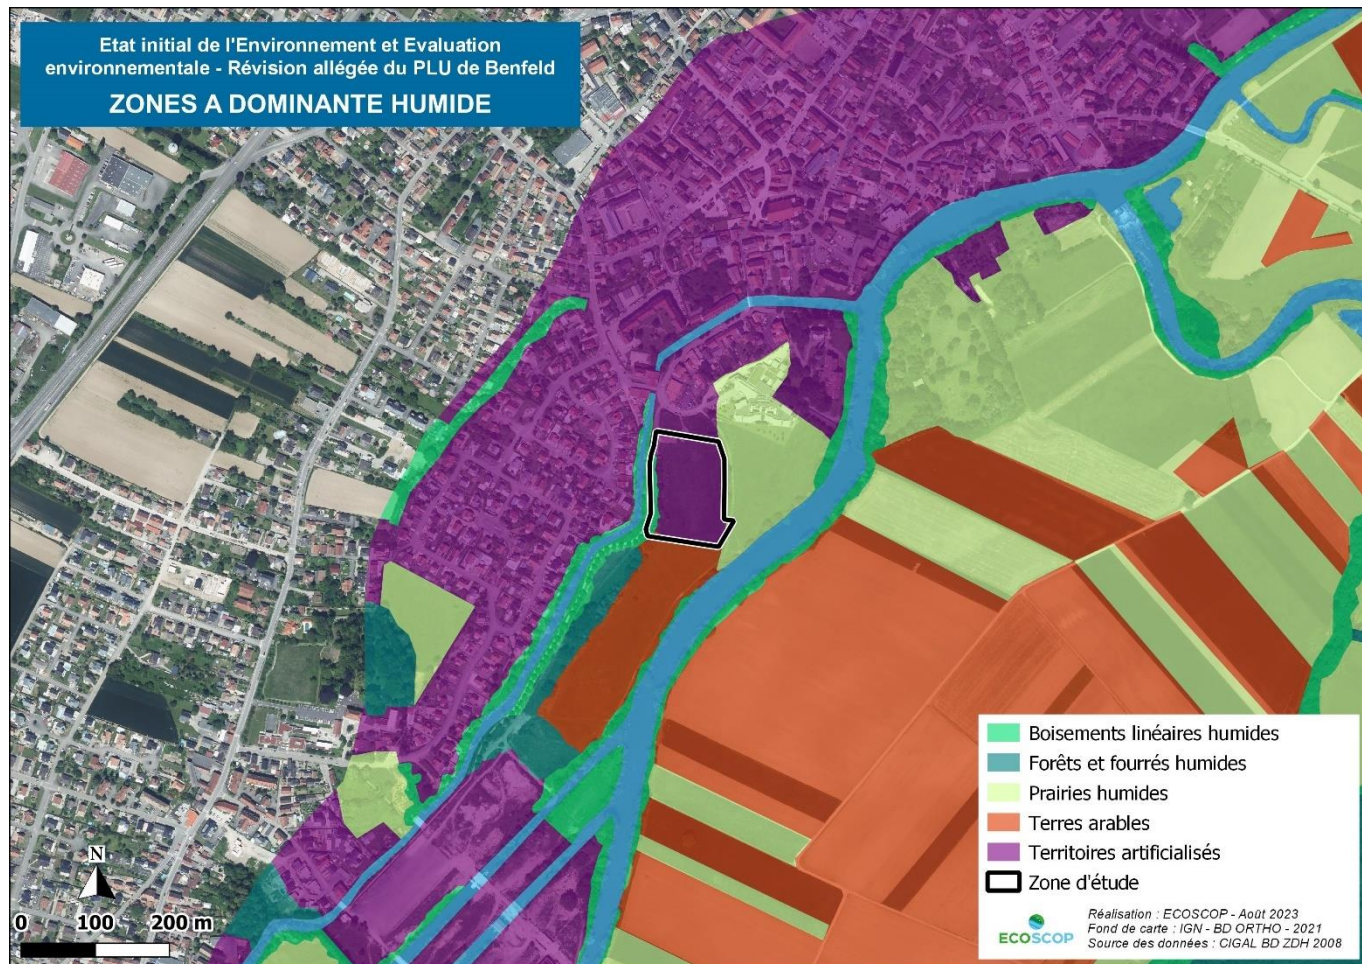 Etat initial de l'Environnement et Evaluation
environnementale - Révision allégée du PLU de Benfeld
ZONES A DOMINANTE HUMIDE
Boisements linéaires humides
Forêts et fourrés humides
Prairies humides
Terres arables
Territoires artificialisés
Zone d'étude
N
0 100 200 m
ECOSCOP
Réalisation : ECOSCOP - Août 2023
Fond de carte : IGN - BD ORTHO - 2021
Source des données : CIGAL BD ZDH 2008